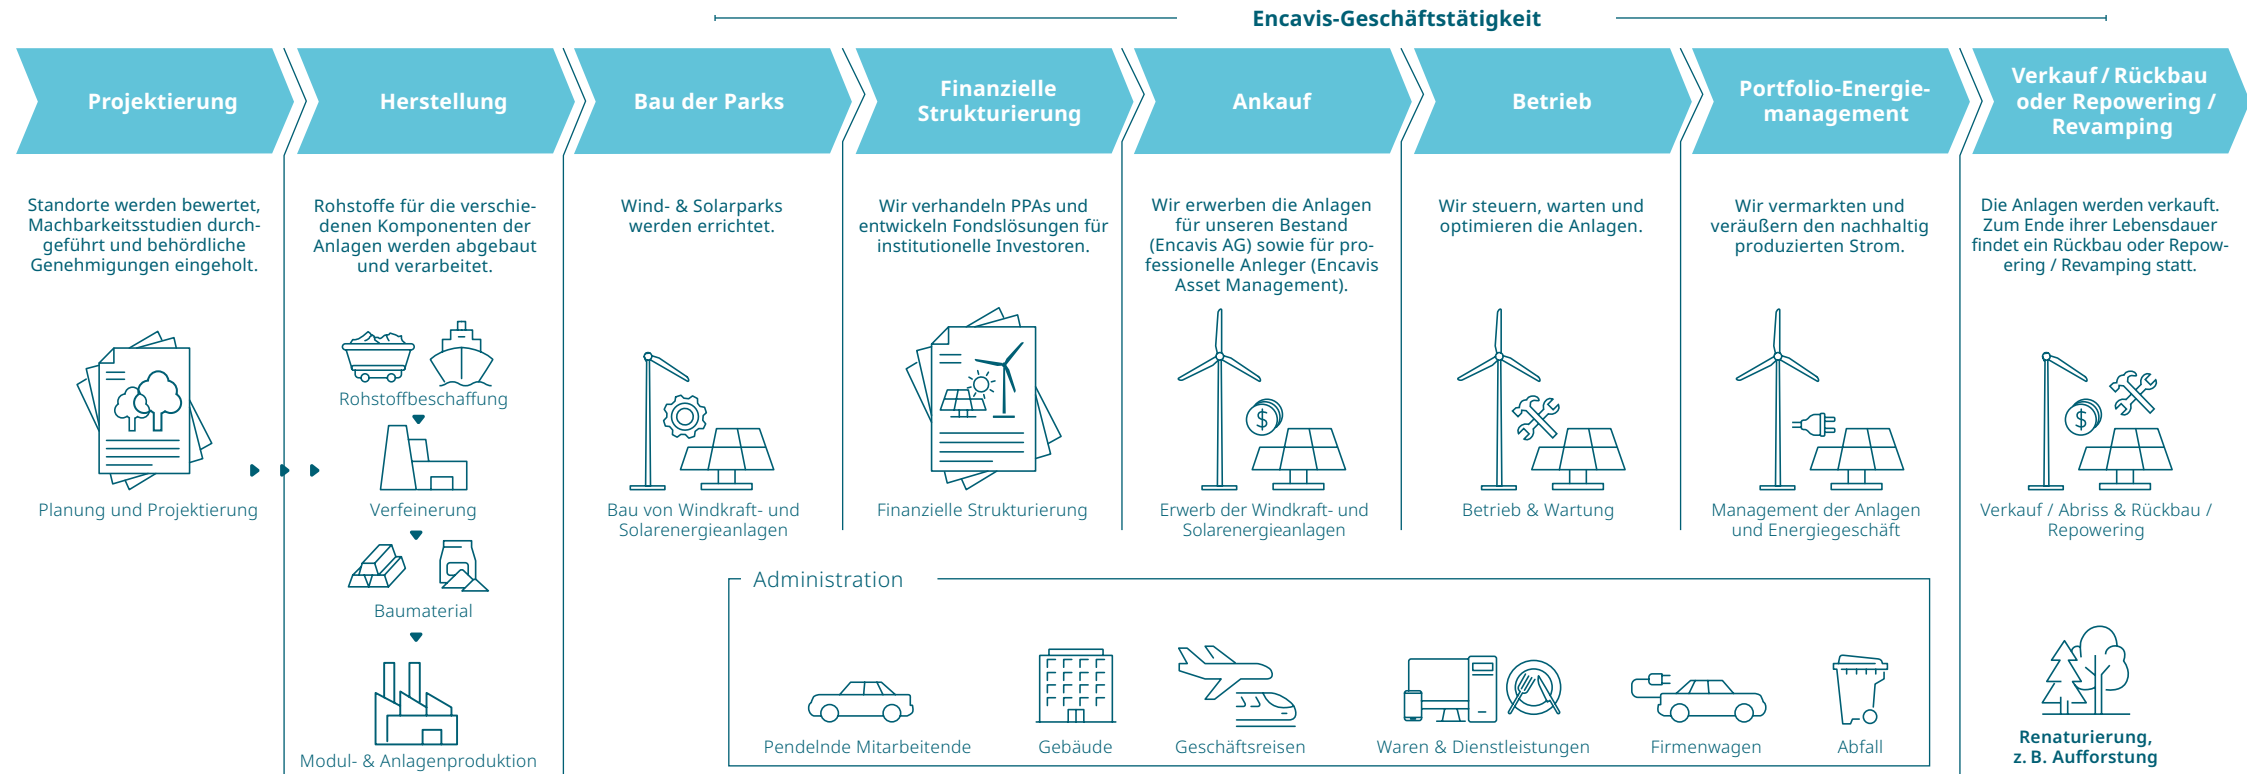 Encavis-Geschäftstätigkeit
Projektierung
Herstellung
Bau der Parks
Finanzielle
Strukturierung
Ankauf
Betrieb
Portfolio-Energie-
management
Verkauf / Rückbau
oder Repowering /
Revamping
Standorte werden bewertet,
Machbarkeitsstudien durch-
geführt und behördliche
Genehmigungen eingeholt.
Rohstoffe für die verschie-
denen Komponenten der
Anlagen werden abgebaut
und verarbeitet.
Wind- & Solarparks
werden errichtet.
Wir verhandeln PPAs und
entwickeln Fondslösungen für
institutionelle Investoren.
Wir erwerben die Anlagen
für unseren Bestand
(Encavis AG) sowie für pro-
fessionelle Anleger (Encavis
Asset Management).
Wir steuern, warten und
optimieren die Anlagen.
Wir vermarkten und
veräußern den nachhaltig
produzierten Strom.
Die Anlagen werden verkauft.
Zum Ende ihrer Lebensdauer
findet ein Rückbau oder Repow-
ering / Revamping statt.
Planung und Projektierung
Rohstoffbeschaffung
Verfeinerung
Baumaterial
Modul- & Anlagenproduktion
Bau von Windkraft- und
Solarenergieanlagen
Finanzielle Strukturierung
$
Erwerb der Windkraft- und
Solarenergieanlagen
Betrieb & Wartung
Management der Anlagen
und Energiegeschäft
$
Verkauf / Abriss & Rückbau /
Repowering
Administration
Pendelnde Mitarbeitende
Gebäude
Geschäftsreisen
Waren & Dienstleistungen
Firmenwagen
Abfall
Renaturierung,
z. B. Aufforstung